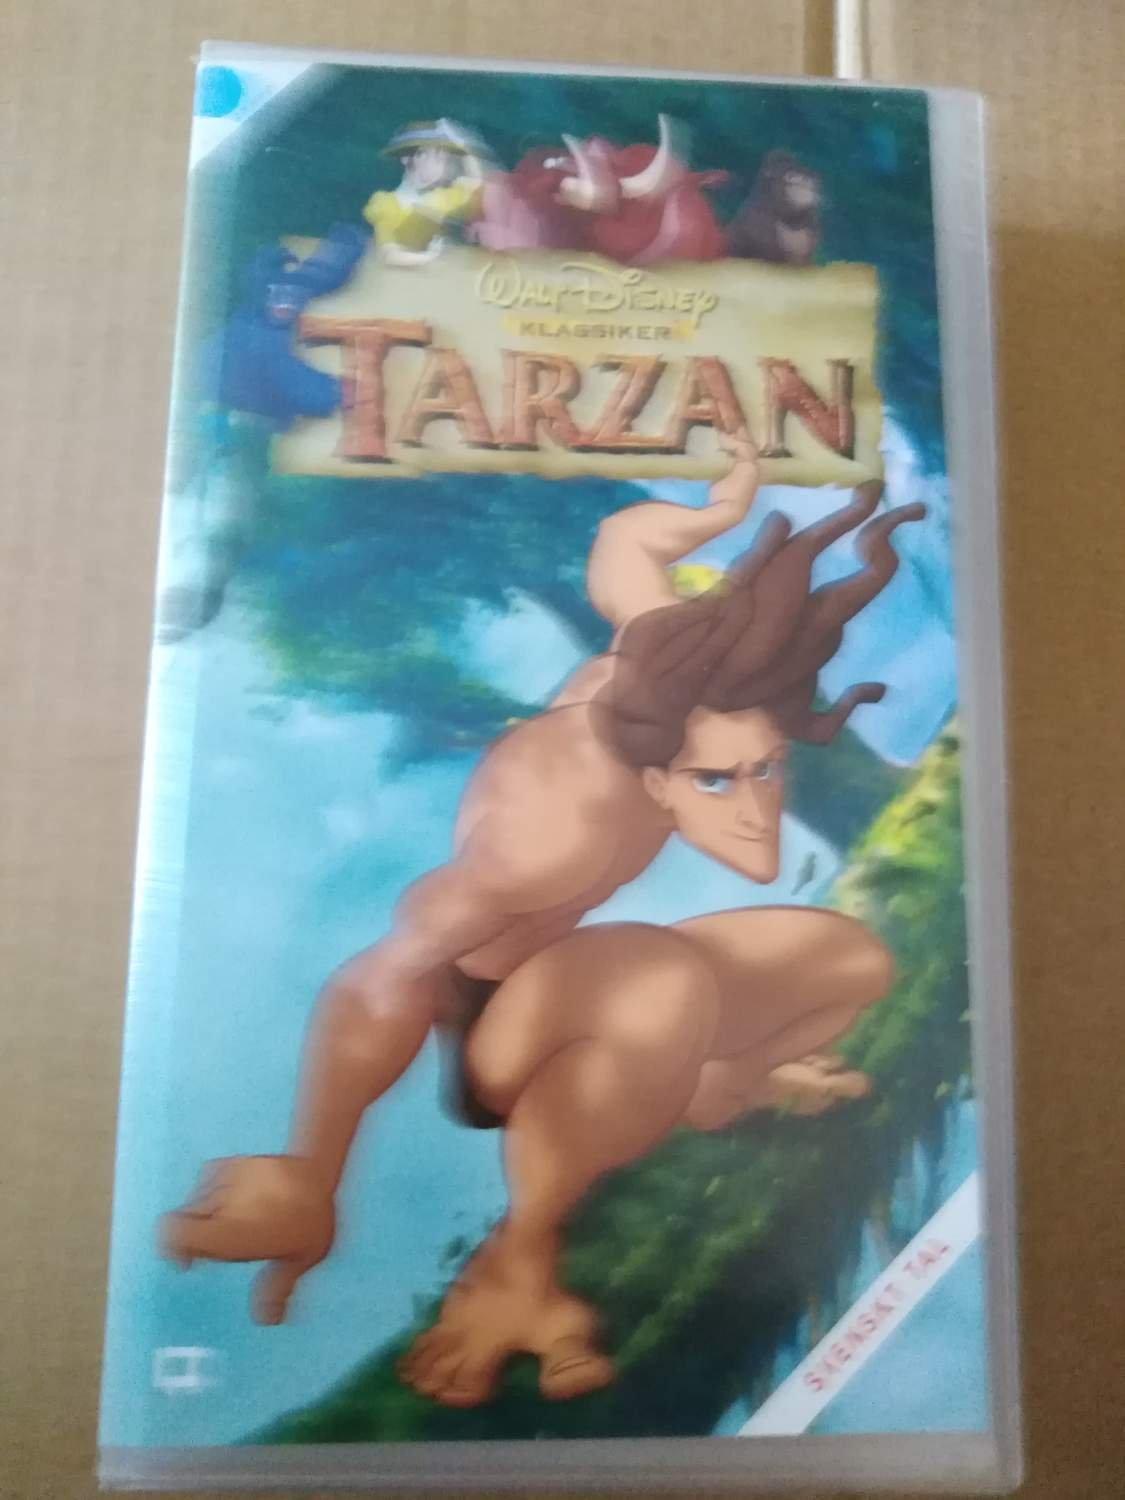 Walt Disney
KLASSIKER
TARZAN
SVENSKT TAL